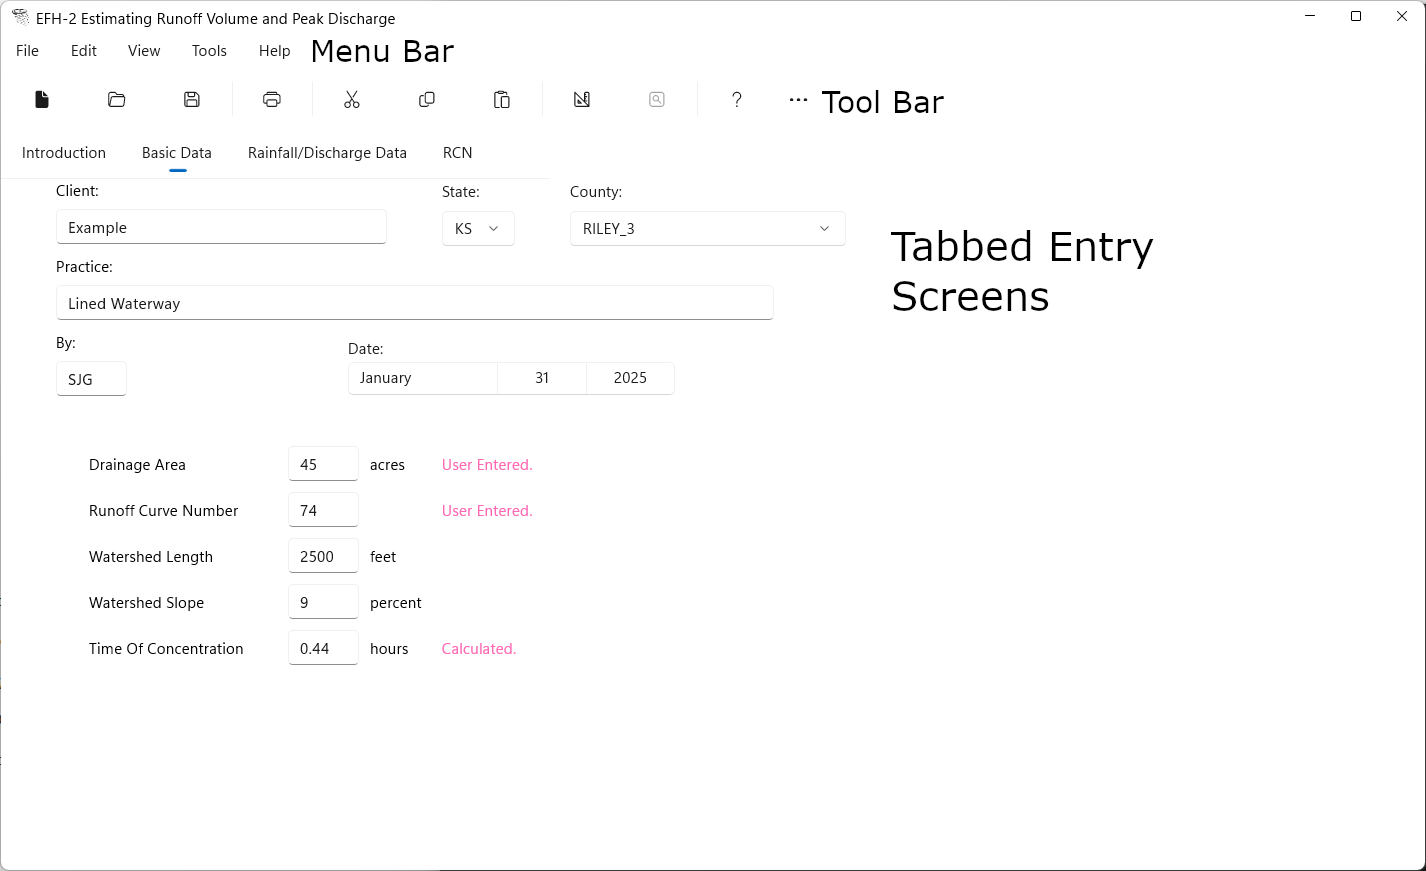 EFH-2 Estimating Runoff Volume and Peak Discharge
File Edit View Tools Help Menu Bar
? ... Tool Bar
Introduction Basic Data Rainfall/Discharge Data RCN
Client: State: County:
Example KS RILEY_3
Tabbed Entry
Screens
Practice:
Lined Waterway
By: Date:
SJG January 31 2025
Drainage Area 45 acres User Entered.
Runoff Curve Number 74 User Entered.
Watershed Length 2500 feet
Watershed Slope 9 percent
Time Of Concentration 0.44 hours Calculated.